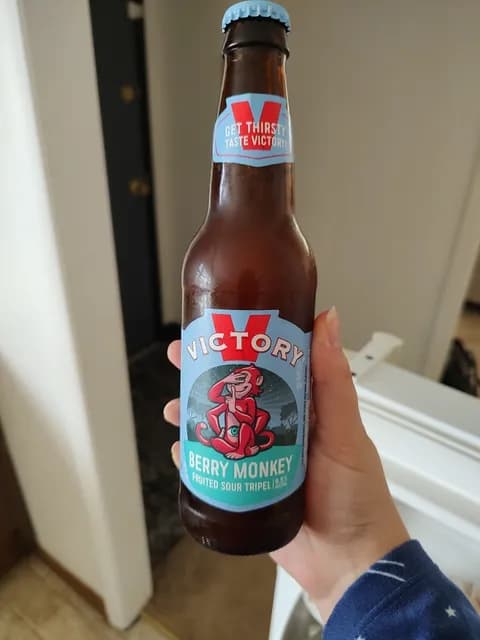 GET THIRSTY
TASTE VICTORY
V
VICTORY
BERRY MONKEY
FRUITED SOUR TRIPEL